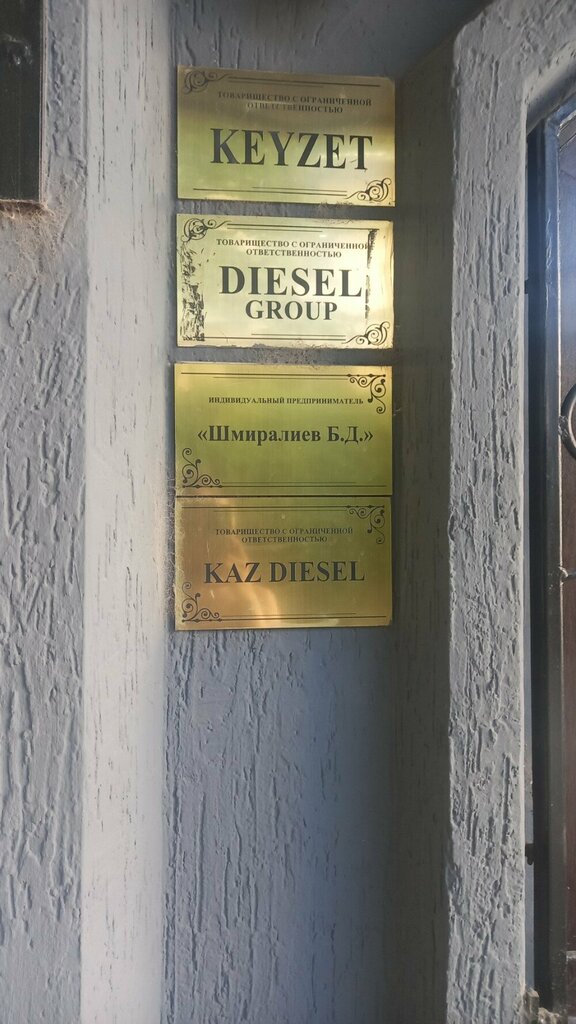 ТОВАРИЩЕСТВО С ОГРАНИЧЕННОЙ
ОТВЕТСТВЕННОСТЬЮ
KEYZET
ТОВАРИЩЕСТВО С ОГРАНИЧЕННОЙ
ОТВЕТСТВЕННОСТЬЮ
DIESEL
GROUP
ИНДИВИДУАЛЬНЫЙ ПРЕДПРИНИМАТЕЛЬ
«Шмиралиев Б.Д.»
ТОВАРИЩЕСТВО С ОГРАНИЧЕННОЙ
ОТВЕТСТВЕННОСТЬЮ
KAZ DIESEL